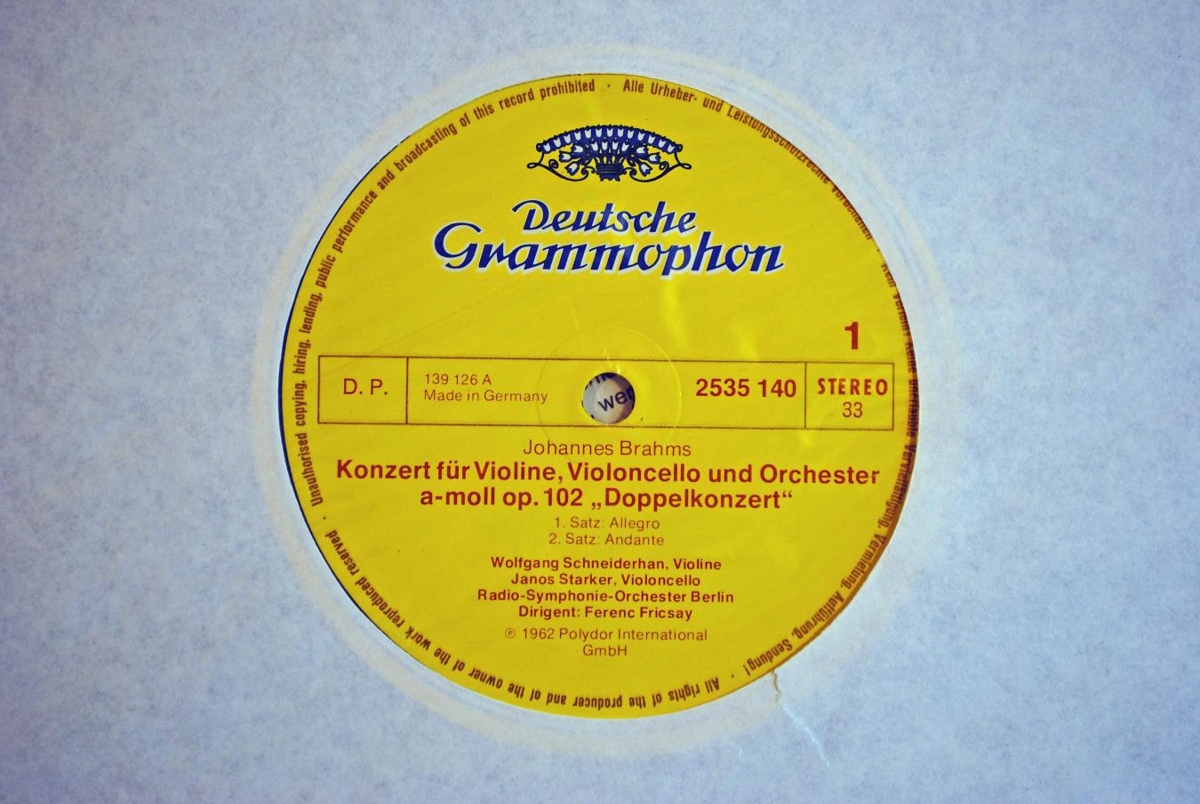 Deutsche
Grammophon
1
D. P.
139 126 A
Made in Germany
2535 140
STEREO
33
wer
Johannes Brahms
Konzert für Violine, Violoncello und Orchester
a-moll op. 102 „Doppelkonzert“
1. Satz: Allegro
2. Satz: Andante
Wolfgang Schneiderhan, Violine
Janos Starker, Violoncello
Radio-Symphonie-Orchester Berlin
Dirigent: Ferenc Fricsay
℗ 1962 Polydor International
GmbH
Alle Urheber- und Leistungsschutzrechte vorbehalten · Kein Vervielfältigung, Vermietung, Aufführung, Sendung! · All rights of the producer and of the owner of the work reproduced reserved · Unauthorised copying, hiring, lending, public performance and broadcasting of this record prohibited ·